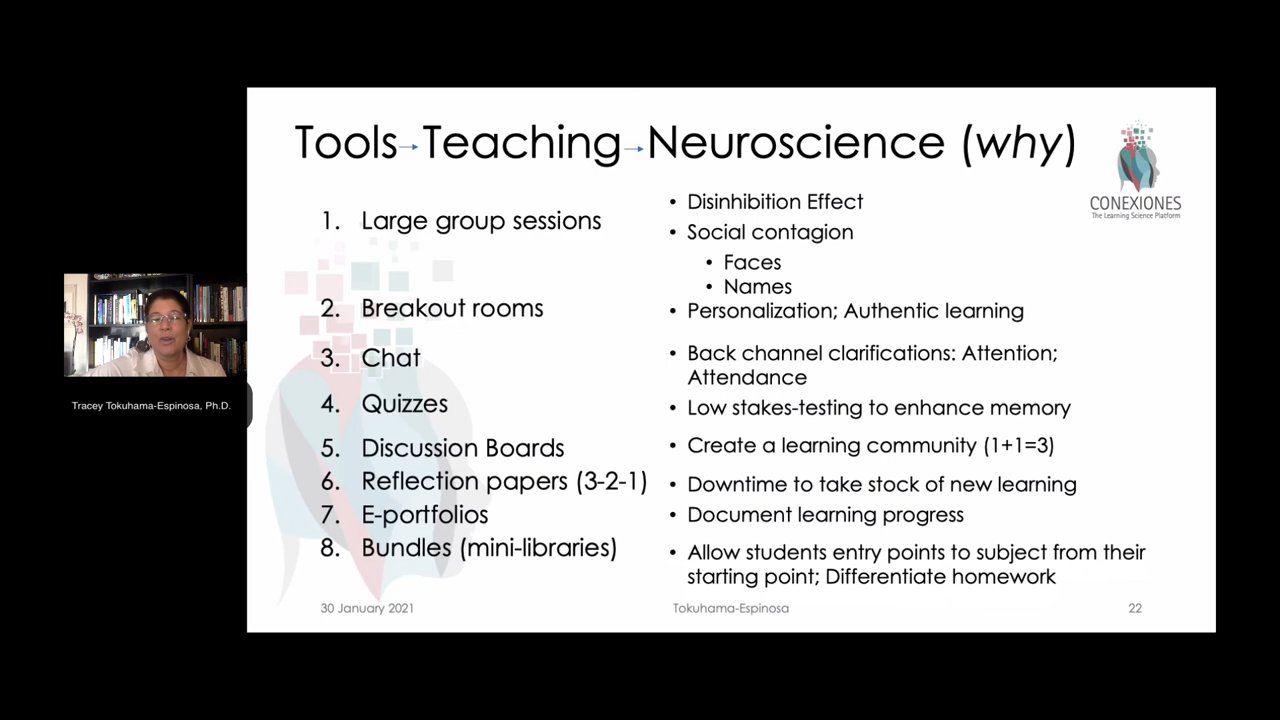 Tools→Teaching→Neuroscience (why)
CONEXIONES
The Learning Science Platform
1. Large group sessions
2. Breakout rooms
3. Chat
4. Quizzes
5. Discussion Boards
6. Reflection papers (3-2-1)
7. E-portfolios
8. Bundles (mini-libraries)
• Disinhibition Effect
• Social contagion
• Faces
• Names
• Personalization; Authentic learning
• Back channel clarifications: Attention;
Attendance
• Low stakes-testing to enhance memory
• Create a learning community (1+1=3)
• Downtime to take stock of new learning
• Document learning progress
• Allow students entry points to subject from their
starting point; Differentiate homework
30 January 2021
Tokuhama-Espinosa
22
Tracey Tokuhama-Espinosa, Ph.D.